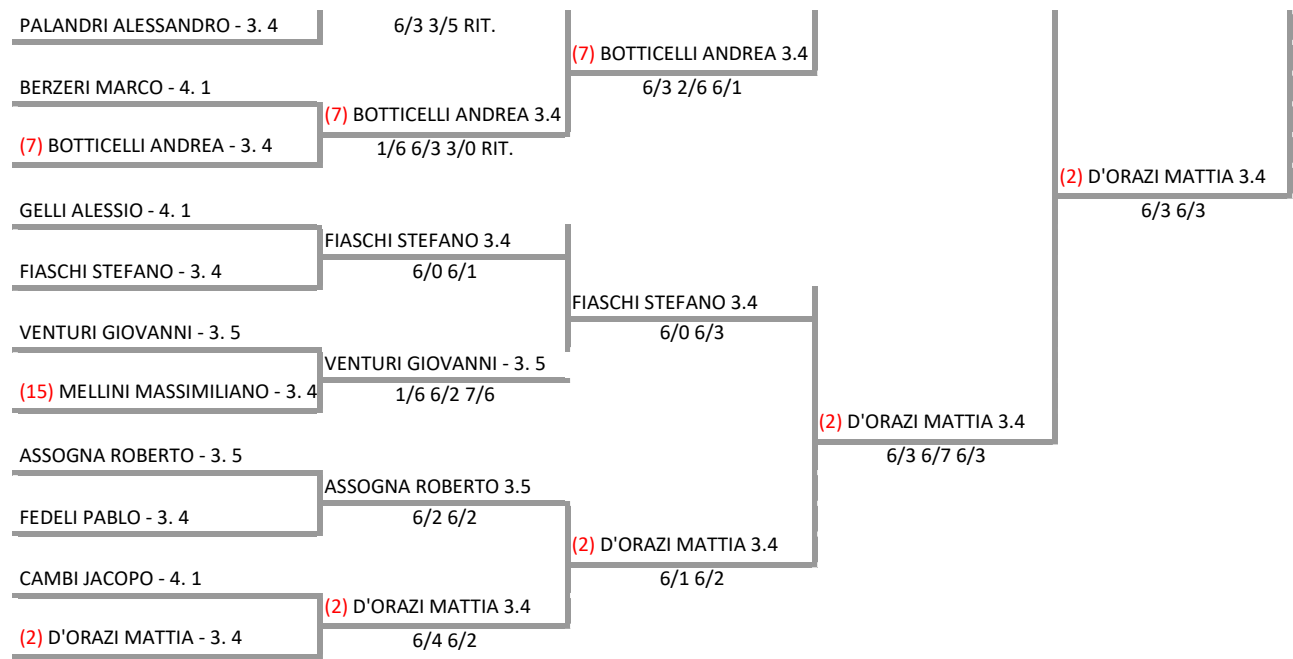 PALANDRI ALESSANDRO - 3. 4
6/3 3/5 RIT.
(7) BOTTICELLI ANDREA 3.4
6/3 2/6 6/1
BERZERI MARCO - 4. 1
(7) BOTTICELLI ANDREA 3.4
1/6 6/3 3/0 RIT.
(7) BOTTICELLI ANDREA - 3. 4
(2) D'ORAZI MATTIA 3.4
6/3 6/3
GELLI ALESSIO - 4. 1
FIASCHI STEFANO 3.4
6/0 6/1
FIASCHI STEFANO - 3. 4
FIASCHI STEFANO 3.4
6/0 6/3
VENTURI GIOVANNI - 3. 5
VENTURI GIOVANNI - 3. 5
1/6 6/2 7/6
(15) MELLINI MASSIMILIANO - 3. 4
(2) D'ORAZI MATTIA 3.4
6/3 6/7 6/3
ASSOGNA ROBERTO - 3. 5
ASSOGNA ROBERTO 3.5
6/2 6/2
FEDELI PABLO - 3. 4
(2) D'ORAZI MATTIA 3.4
6/1 6/2
CAMBI JACOPO - 4. 1
(2) D'ORAZI MATTIA 3.4
6/4 6/2
(2) D'ORAZI MATTIA - 3. 4